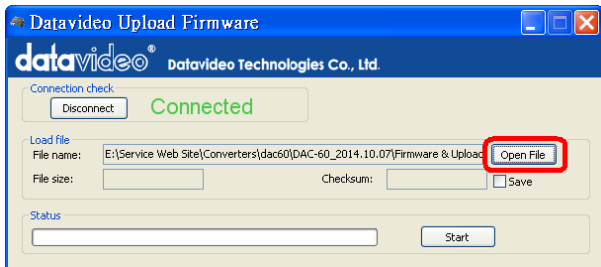 Datavideo Upload Firmware
datavideo® Datavideo Technologies Co., Ltd.
Connection check
Disconnect Connected
Load file
File name: E:\Service Web Site\Converters\dac60\DAC-60_2014.10.07\Firmware & Upload Open File
File size: Checksum: Save
Status
Start